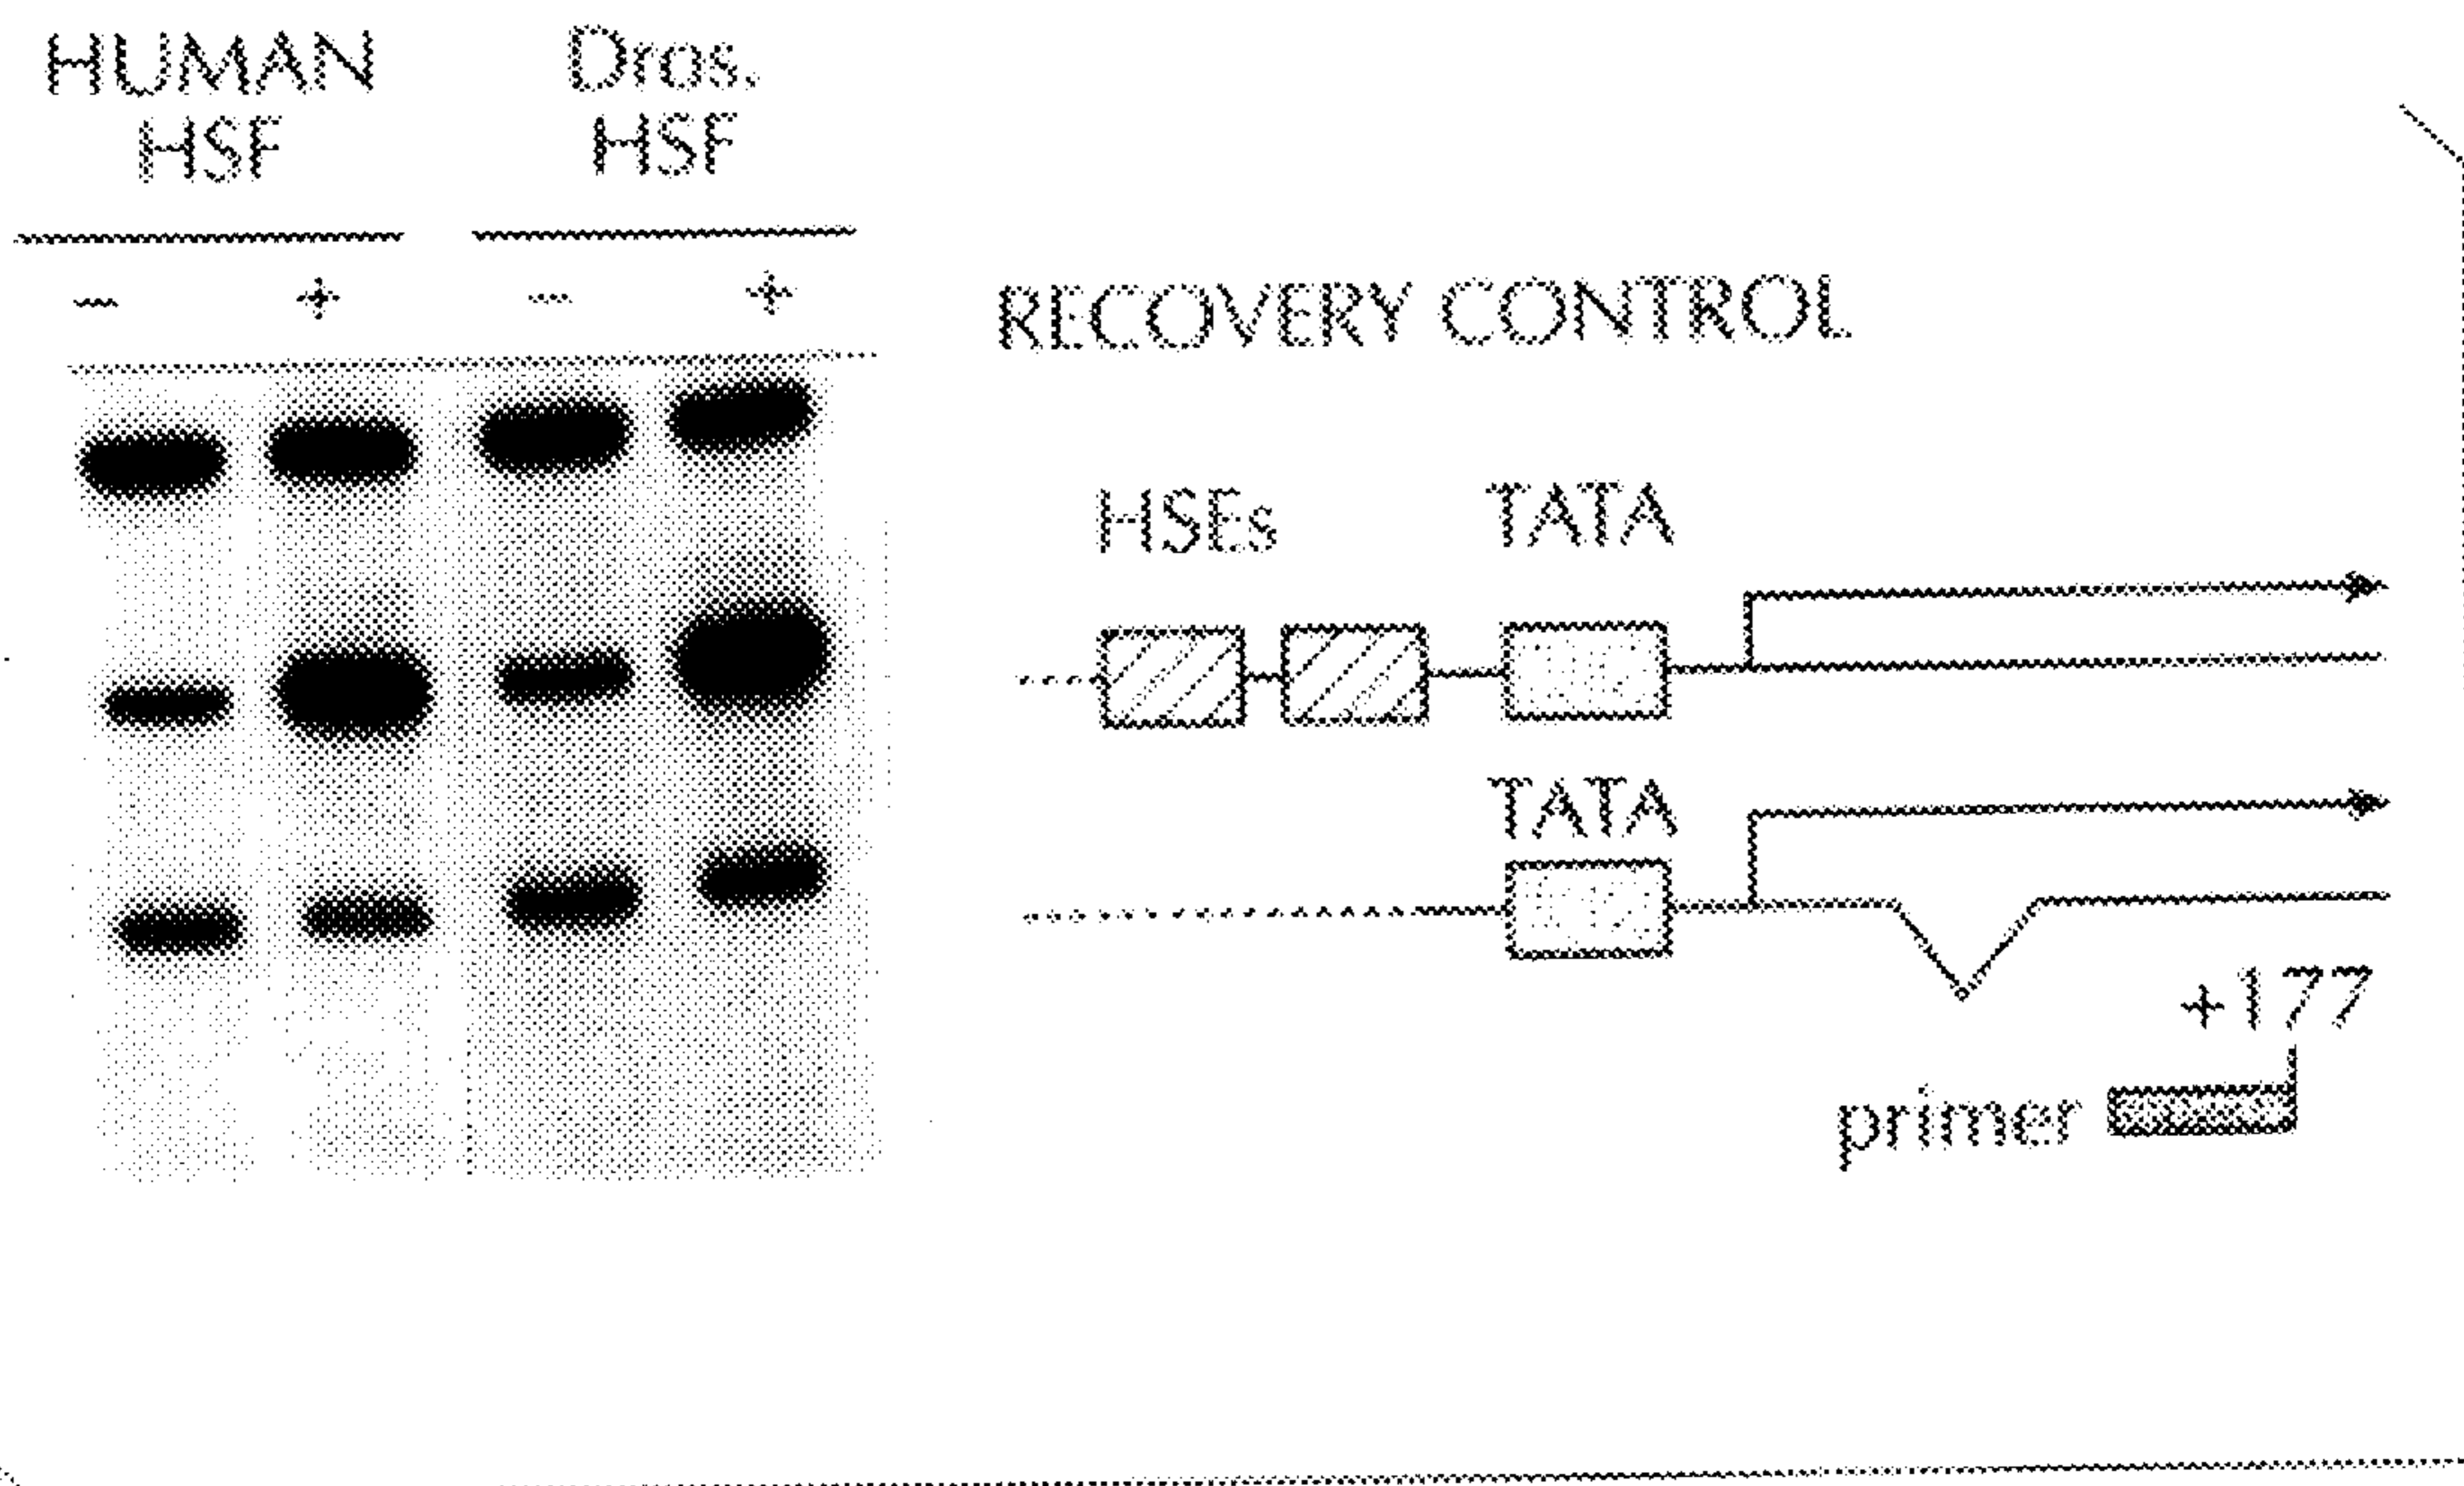 HUMAN
HSF
Dros.
HSF
– + – +
RECOVERY CONTROL
HSEs TATA
TATA
+177
primer